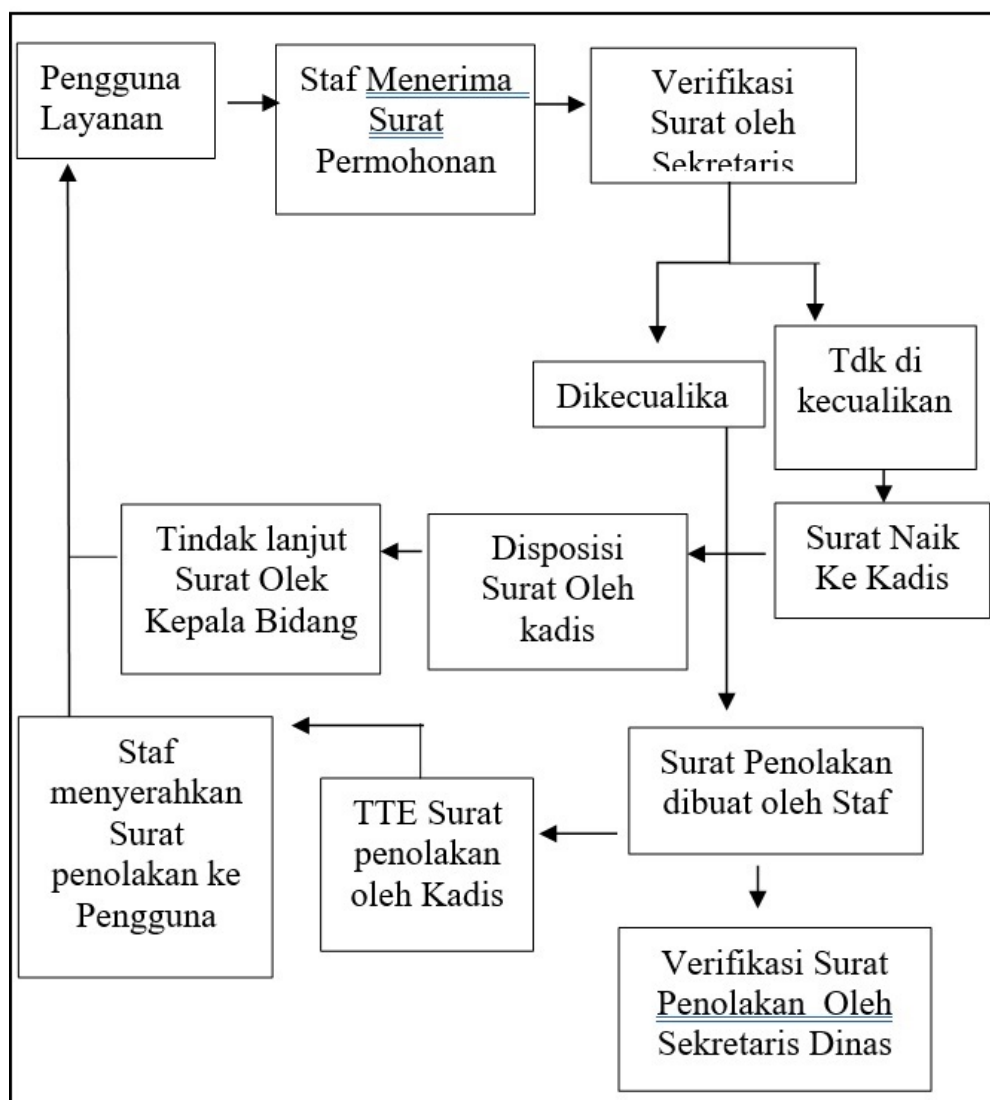 Pengguna
Layanan
Staf Menerima
Surat
Permohonan
Verifikasi
Surat oleh
Sekretaris
Dikecualika
Tdk di
kecualikan
Tindak lanjut
Surat Olek
Kepala Bidang
Disposisi
Surat Oleh
kadis
Surat Naik
Ke Kadis
Staf
menyerahkan
Surat
penolakan ke
Pengguna
TTE Surat
penolakan
oleh Kadis
Surat Penolakan
dibuat oleh Staf
Verifikasi Surat
Penolakan Oleh
Sekretaris Dinas